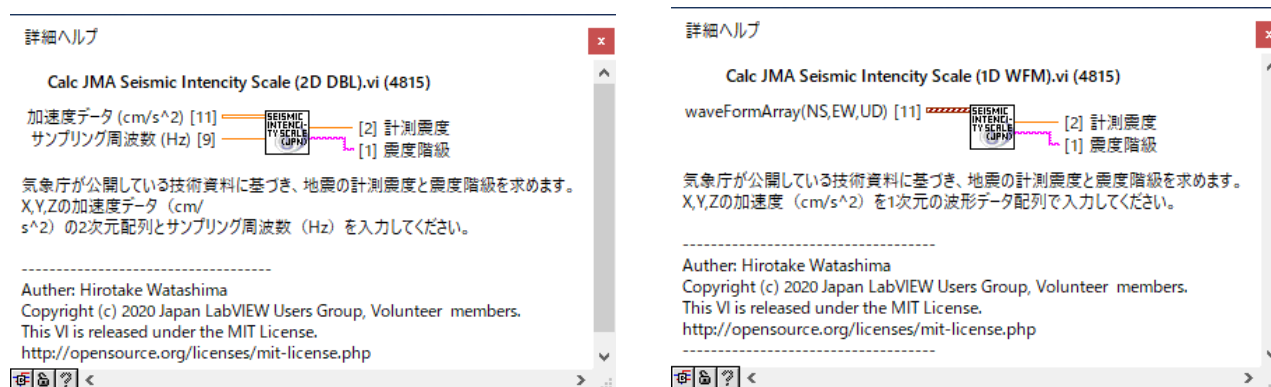 詳細ヘルプ
x
Calc JMA Seismic Intencity Scale (2D DBL).vi (4815)
加速度データ (cm/s^2) [11]
サンプリング周波数 (Hz) [9]
SEISMIC
INTENCI-
TY SCALE
(JPN)
[2] 計測震度
[1] 震度階級
気象庁が公開している技術資料に基づき、地震の計測震度と震度階級を求めます。
X,Y,Zの加速度データ（cm/
s^2）の2次元配列とサンプリング周波数（Hz）を入力してください。
-----------------------------------
Auther: Hirotake Watashima
Copyright (c) 2020 Japan LabVIEW Users Group, Volunteer  members.
This VI is released under the MIT License.
http://opensource.org/licenses/mit-license.php
?
詳細ヘルプ
x
Calc JMA Seismic Intencity Scale (1D WFM).vi (4815)
waveFormArray(NS,EW,UD) [11]
SEISMIC
INTENCI-
TY SCALE
(JPN)
[2] 計測震度
[1] 震度階級
気象庁が公開している技術資料に基づき、地震の計測震度と震度階級を求めます。
X,Y,Zの加速度（cm/s^2）を1次元の波形データ配列で入力してください。
-----------------------------------
Auther: Hirotake Watashima
Copyright (c) 2020 Japan LabVIEW Users Group, Volunteer  members.
This VI is released under the MIT License.
http://opensource.org/licenses/mit-license.php
-----------------------------------
?